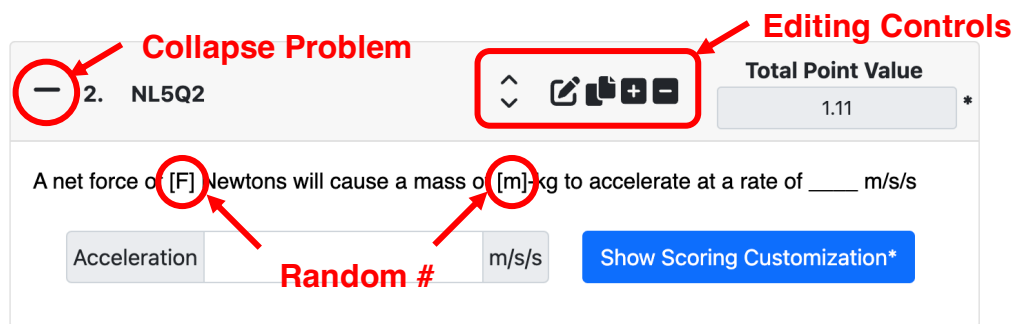 Editing Controls
Collapse Problem
Total Point Value
2. NL5Q2
1.11 *
A net force of [F] Newtons will cause a mass of [m]-kg to accelerate at a rate of _____ m/s/s
Acceleration m/s/s Show Scoring Customization*
Random #